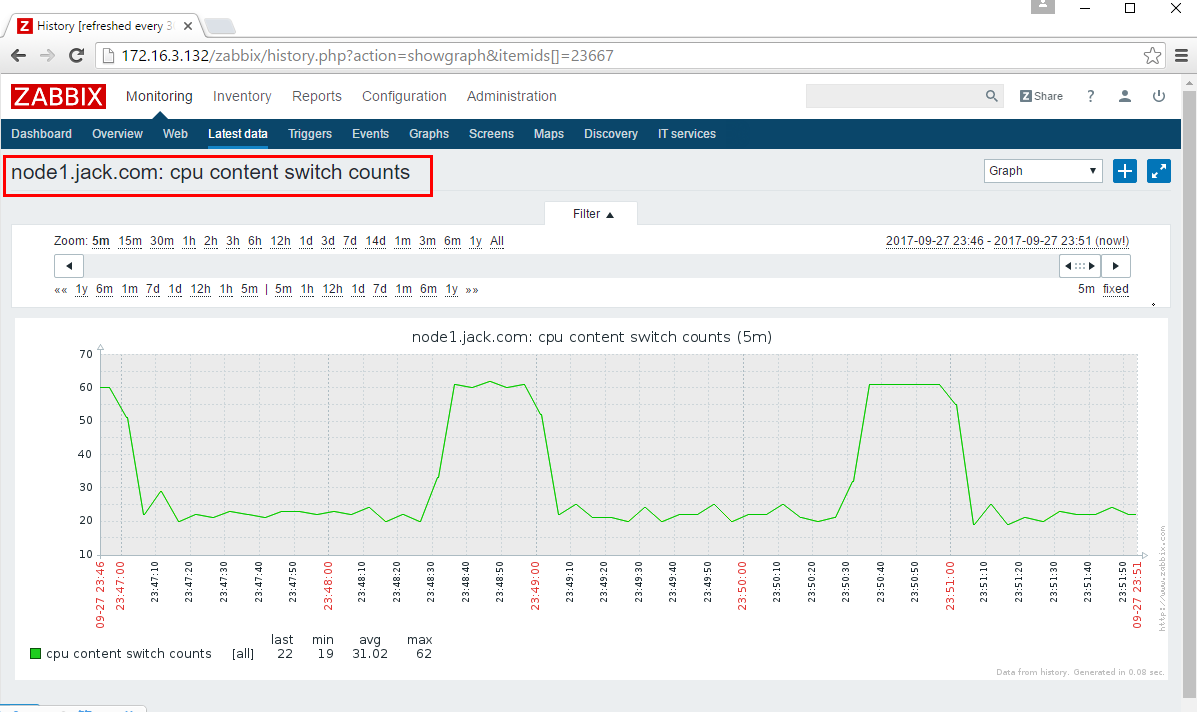 Z History [refreshed every 3
172.16.3.132/zabbix/history.php?action=showgraph&itemids[]=23667
ZABBIX Monitoring Inventory Reports Configuration Administration Z Share ?
Dashboard Overview Web Latest data Triggers Events Graphs Screens Maps Discovery IT services
node1.jack.com: cpu content switch counts Graph
Filter
Zoom: 5m 15m 30m 1h 2h 3h 6h 12h 1d 3d 7d 14d 1m 3m 6m 1y All 2017-09-27 23:46 - 2017-09-27 23:51 (now!)
«« 1y 6m 1m 7d 1d 12h 1h 5m | 5m 1h 12h 1d 7d 1m 6m 1y »» 5m fixed
node1.jack.com: cpu content switch counts (5m)
70
60
50
40
30
20
10
09-27 23:46 23:47:00 23:47:10 23:47:20 23:47:30 23:47:40 23:47:50 23:48:00 23:48:10 23:48:20 23:48:30 23:48:40 23:48:50 23:49:00 23:49:10 23:49:20 23:49:30 23:49:40 23:49:50 23:50:00 23:50:10 23:50:20 23:50:30 23:50:40 23:50:50 23:51:00 23:51:10 23:51:20 23:51:30 23:51:40 23:51:50 09-27 23:51
http://www.zabbix.com
last min avg max
cpu content switch counts [all] 22 19 31.02 62
Data from history. Generated in 0.08 sec.